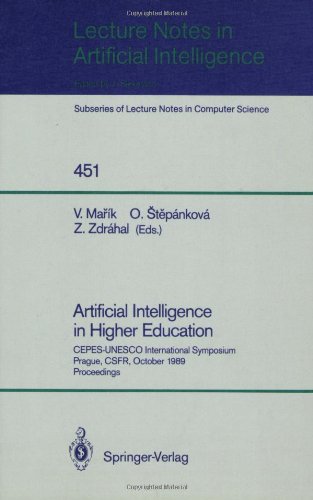 Lecture Notes in
Artificial Intelligence
Subseries of Lecture Notes in Computer Science
451
V. Mařík O. Štěpánková
Z. Zdráhal (Eds.)
Artificial Intelligence
in Higher Education
CEPES-UNESCO International Symposium
Prague, CSFR, October 1989
Proceedings
Springer-Verlag